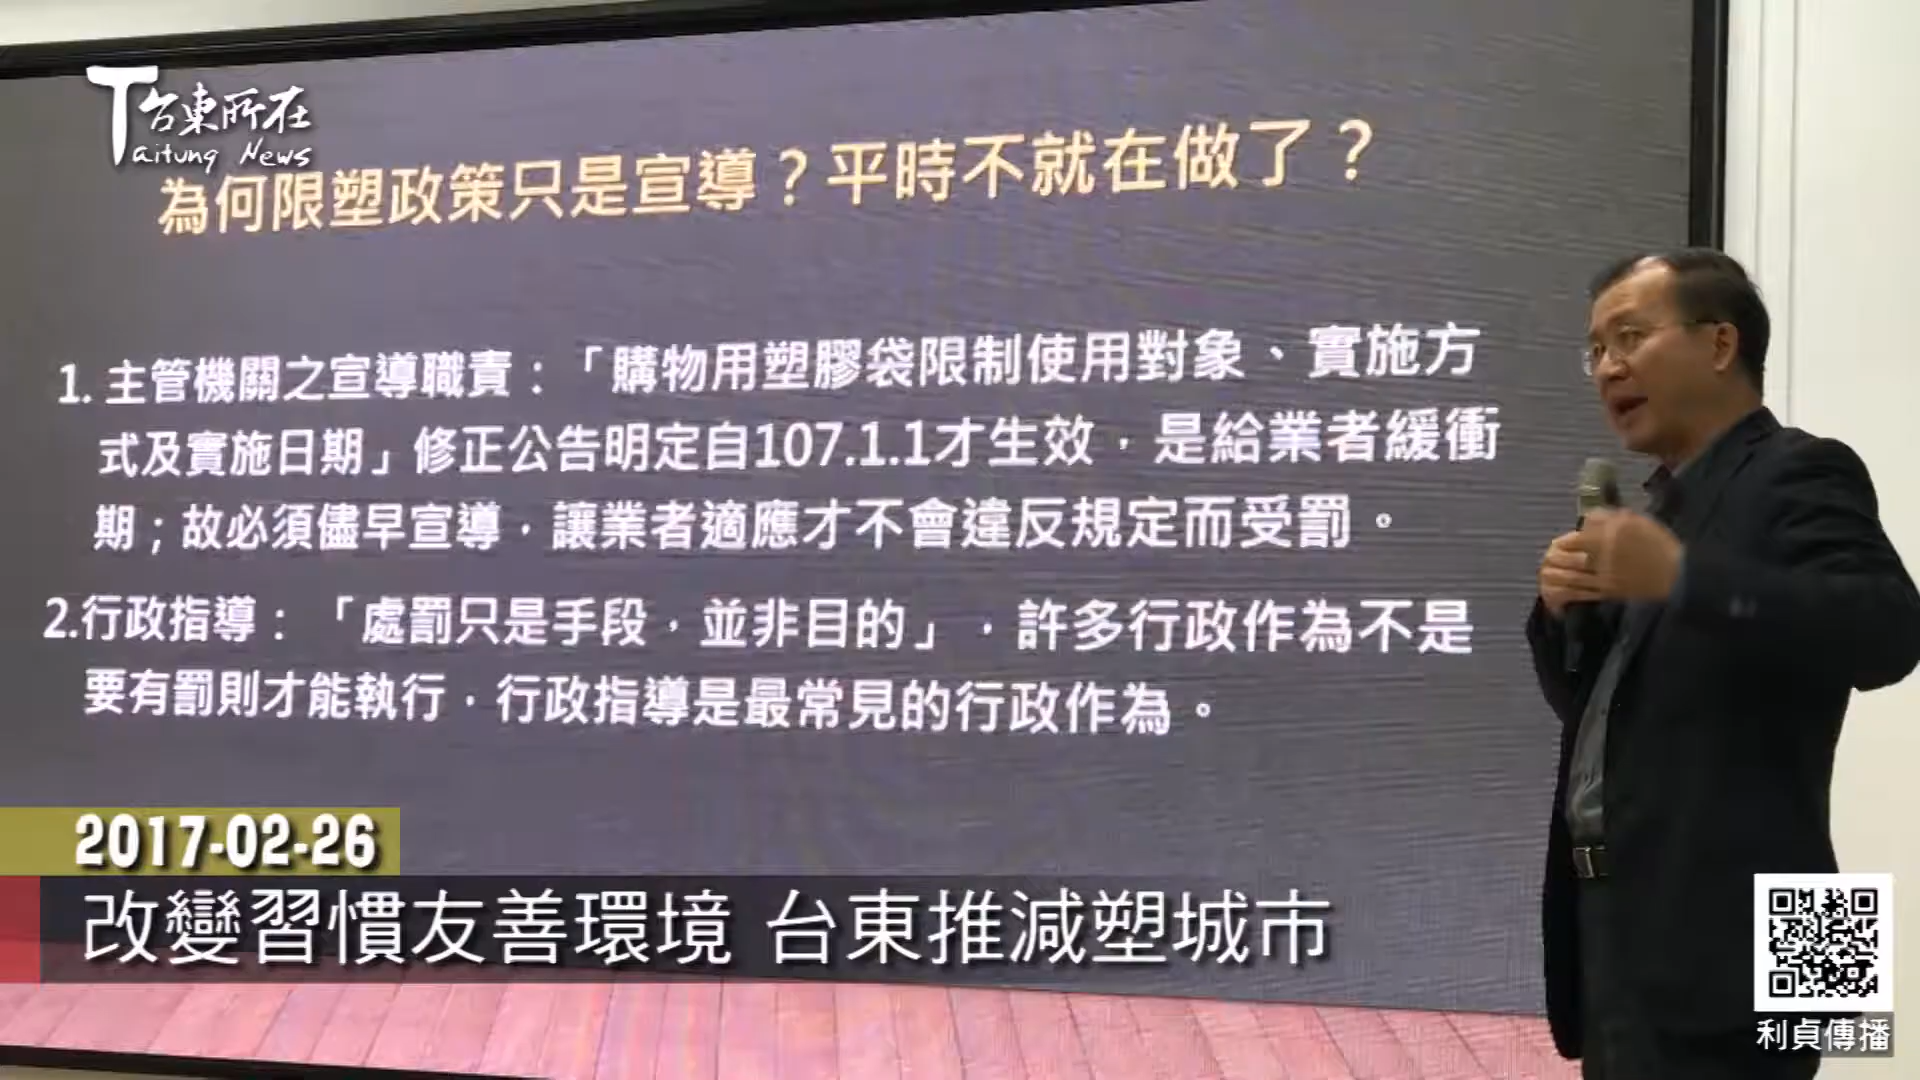 台東所在
Taitung News
為何限塑政策只是宣導？平時不就在做了？
1. 主管機關之宣導職責：「購物用塑膠袋限制使用對象、實施方
式及實施日期」修正公告明定自107.1.1才生效，是給業者緩衝
期；故必須儘早宣導，讓業者適應才不會違反規定而受罰。
2.行政指導：「處罰只是手段，並非目的」，許多行政作為不是
要有罰則才能執行，行政指導是最常見的行政作為。
2017-02-26
改變習慣友善環境 台東推減塑城市
利貞傳播